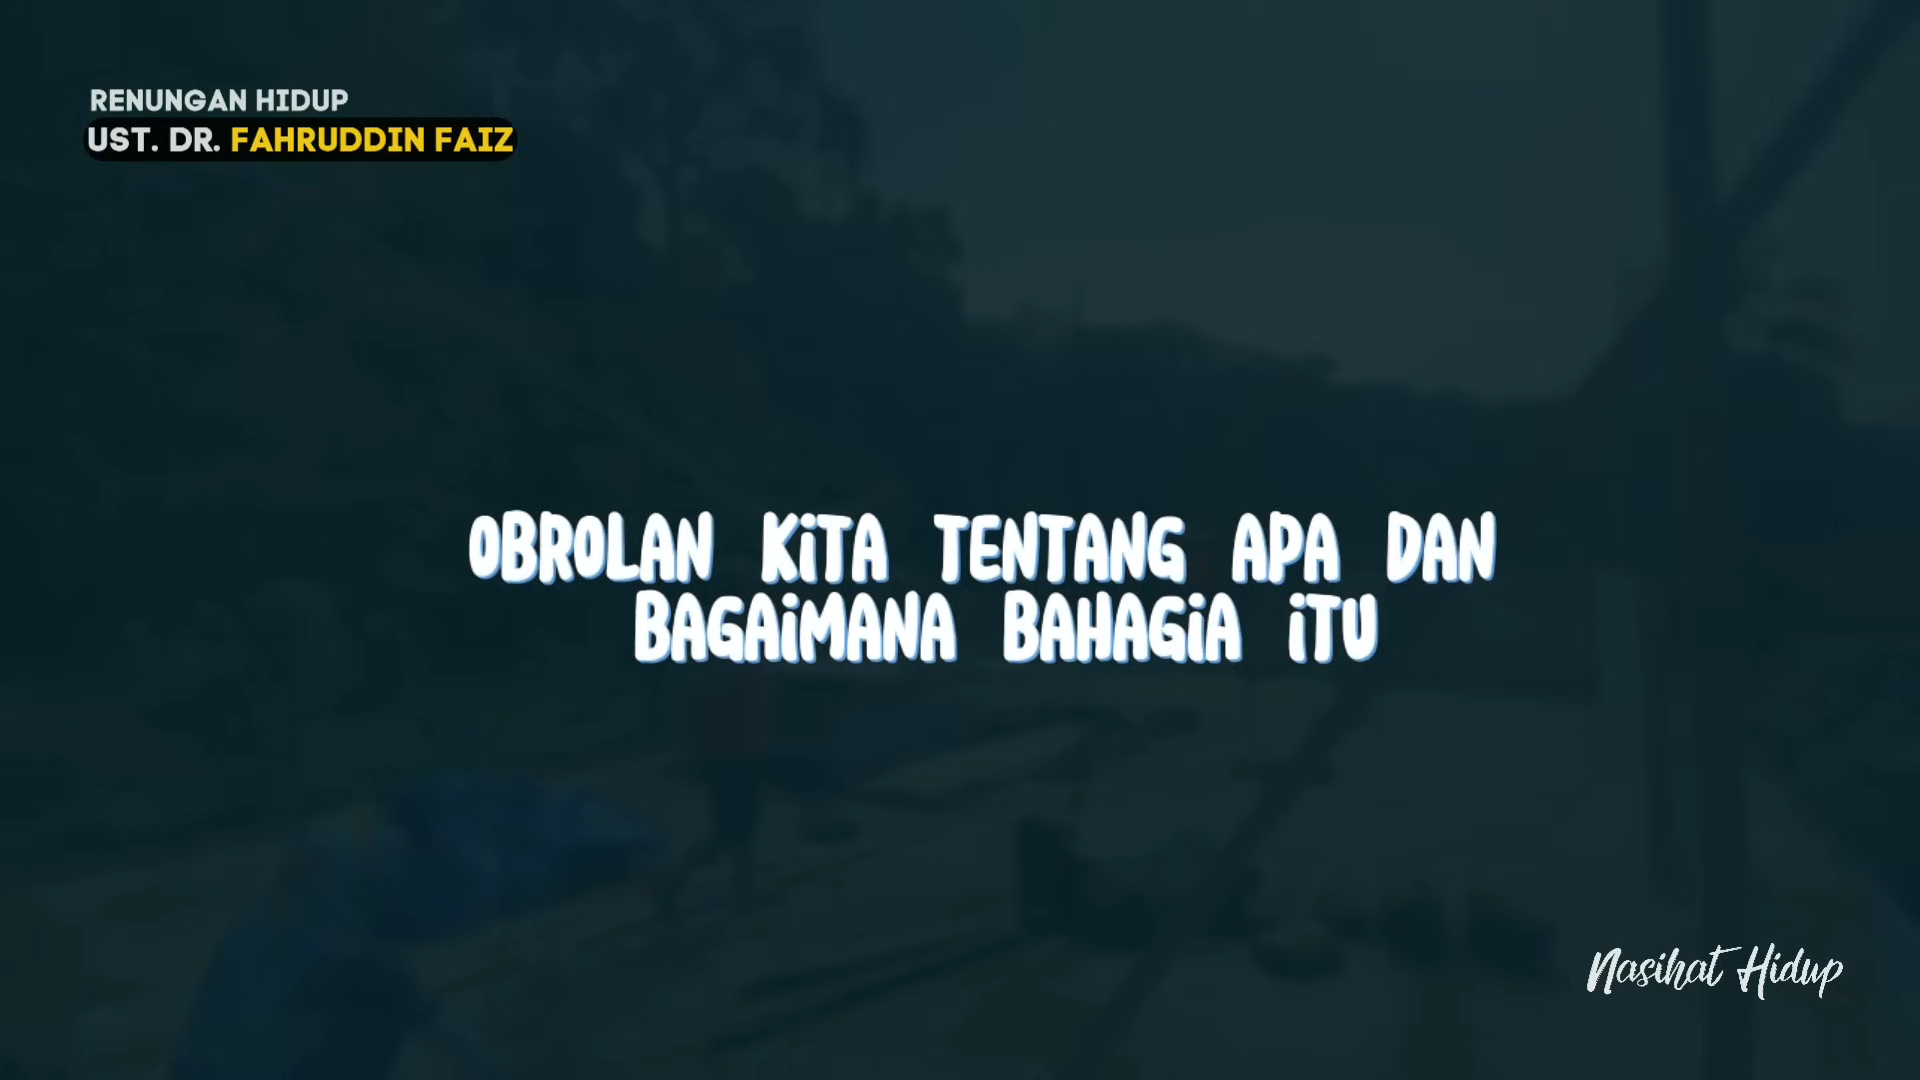 RENUNGAN HIDUP
UST. DR. FAHRUDDIN FAIZ
OBROLAN KiTA TENTANG APA DAN
BAGAiMANA BAHAGiA iTU
Nasihat Hidup